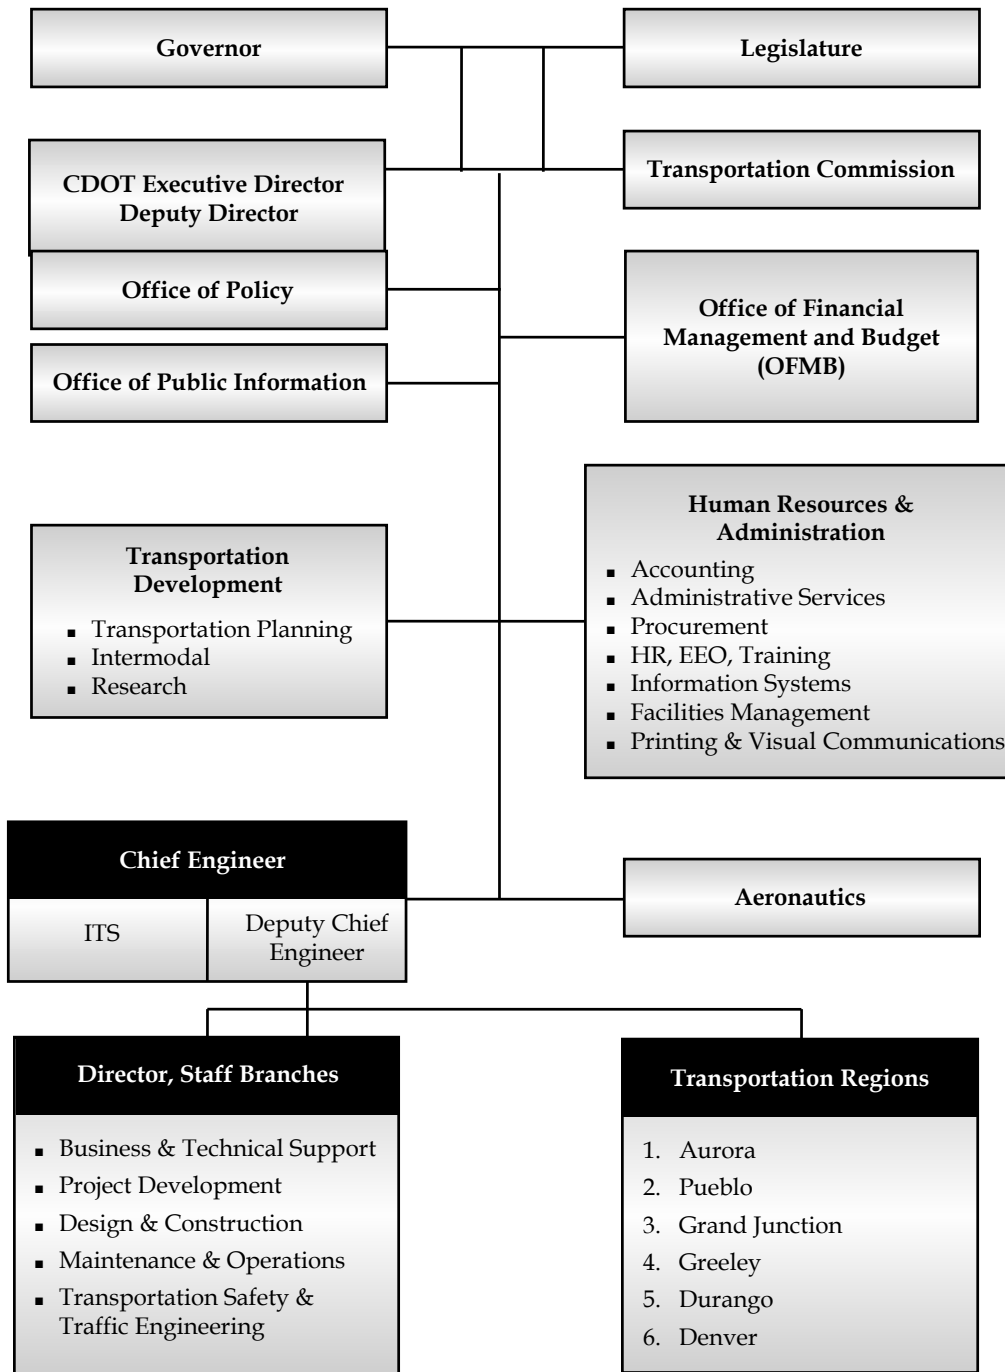 Governor
Legislature
CDOT Executive Director
Deputy Director
Transportation Commission
Office of Policy
Office of Financial
Management and Budget
(OFMB)
Office of Public Information
Transportation
Development
▪ Transportation Planning
▪ Intermodal
▪ Research
Human Resources &
Administration
▪ Accounting
▪ Administrative Services
▪ Procurement
▪ HR, EEO, Training
▪ Information Systems
▪ Facilities Management
▪ Printing & Visual Communications
Chief Engineer
ITS
Deputy Chief
Engineer
Aeronautics
Director, Staff Branches
▪ Business & Technical Support
▪ Project Development
▪ Design & Construction
▪ Maintenance & Operations
▪ Transportation Safety &
Traffic Engineering
Transportation Regions
1. Aurora
2. Pueblo
3. Grand Junction
4. Greeley
5. Durango
6. Denver